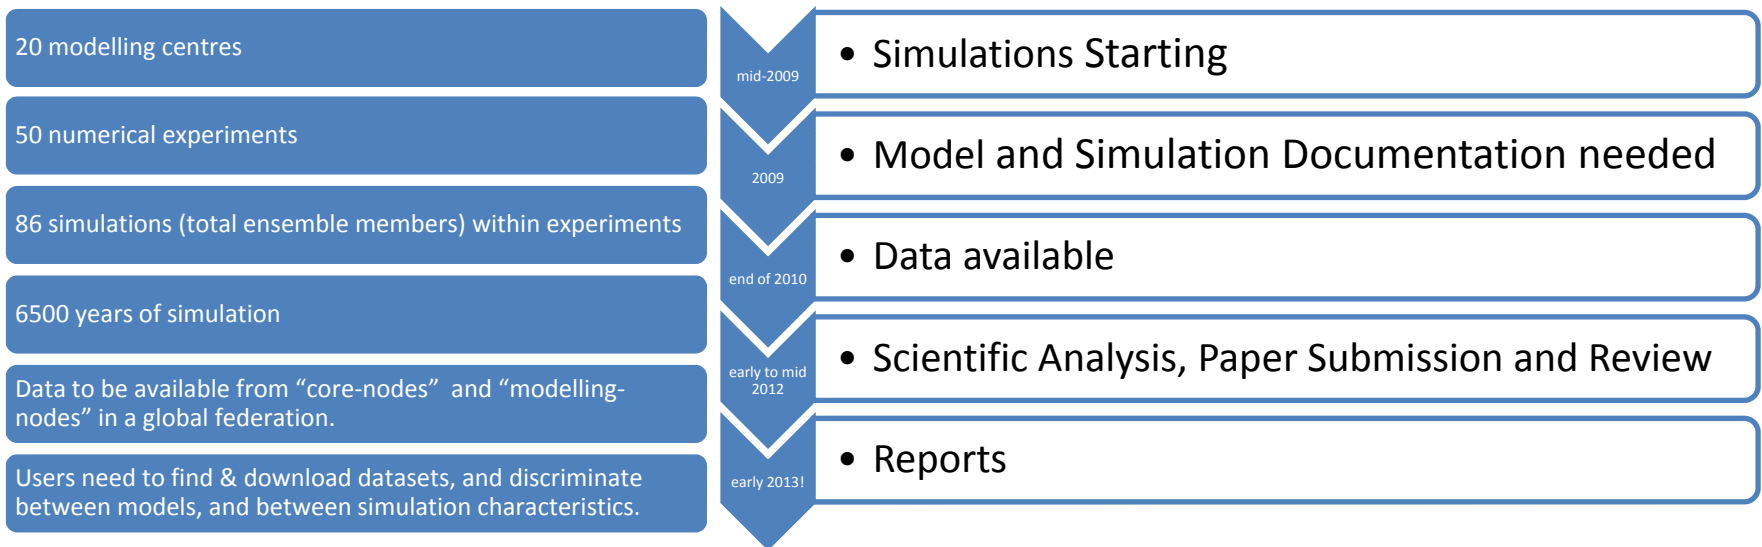 20 modelling centres
50 numerical experiments
86 simulations (total ensemble members) within experiments
6500 years of simulation
Data to be available from “core-nodes”  and “modelling-
nodes” in a global federation.
Users need to find & download datasets, and discriminate
between models, and between simulation characteristics.
mid-2009
• Simulations Starting
2009
• Model and Simulation Documentation needed
end of 2010
• Data available
early to mid
2012
• Scientific Analysis, Paper Submission and Review
early 2013!
• Reports